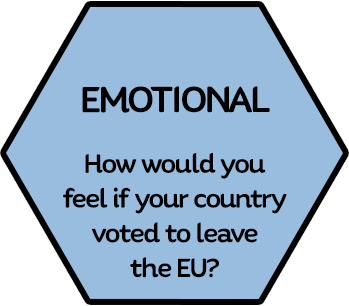 EMOTIONAL
How would you
feel if your country
voted to leave
the EU?